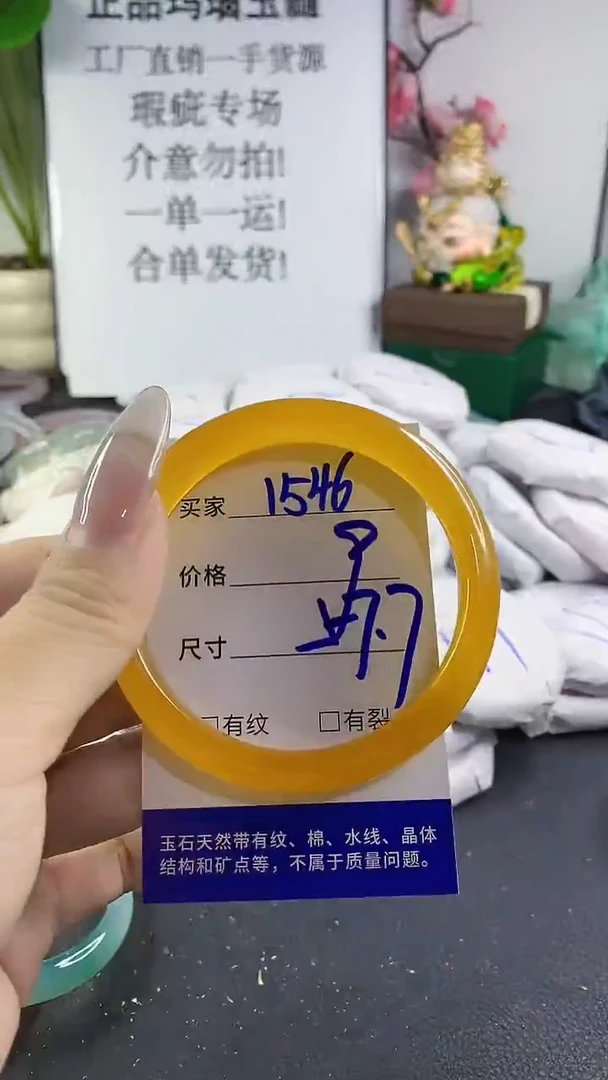 正品玛瑙玉髓
工厂直销一手货源
瑕疵专场
介意勿拍!
一单一运!
合单发货!
买家 1546
价格
尺寸
□有纹 □有裂
玉石天然带有纹、棉、水线、晶体
结构和矿点等，不属于质量问题。